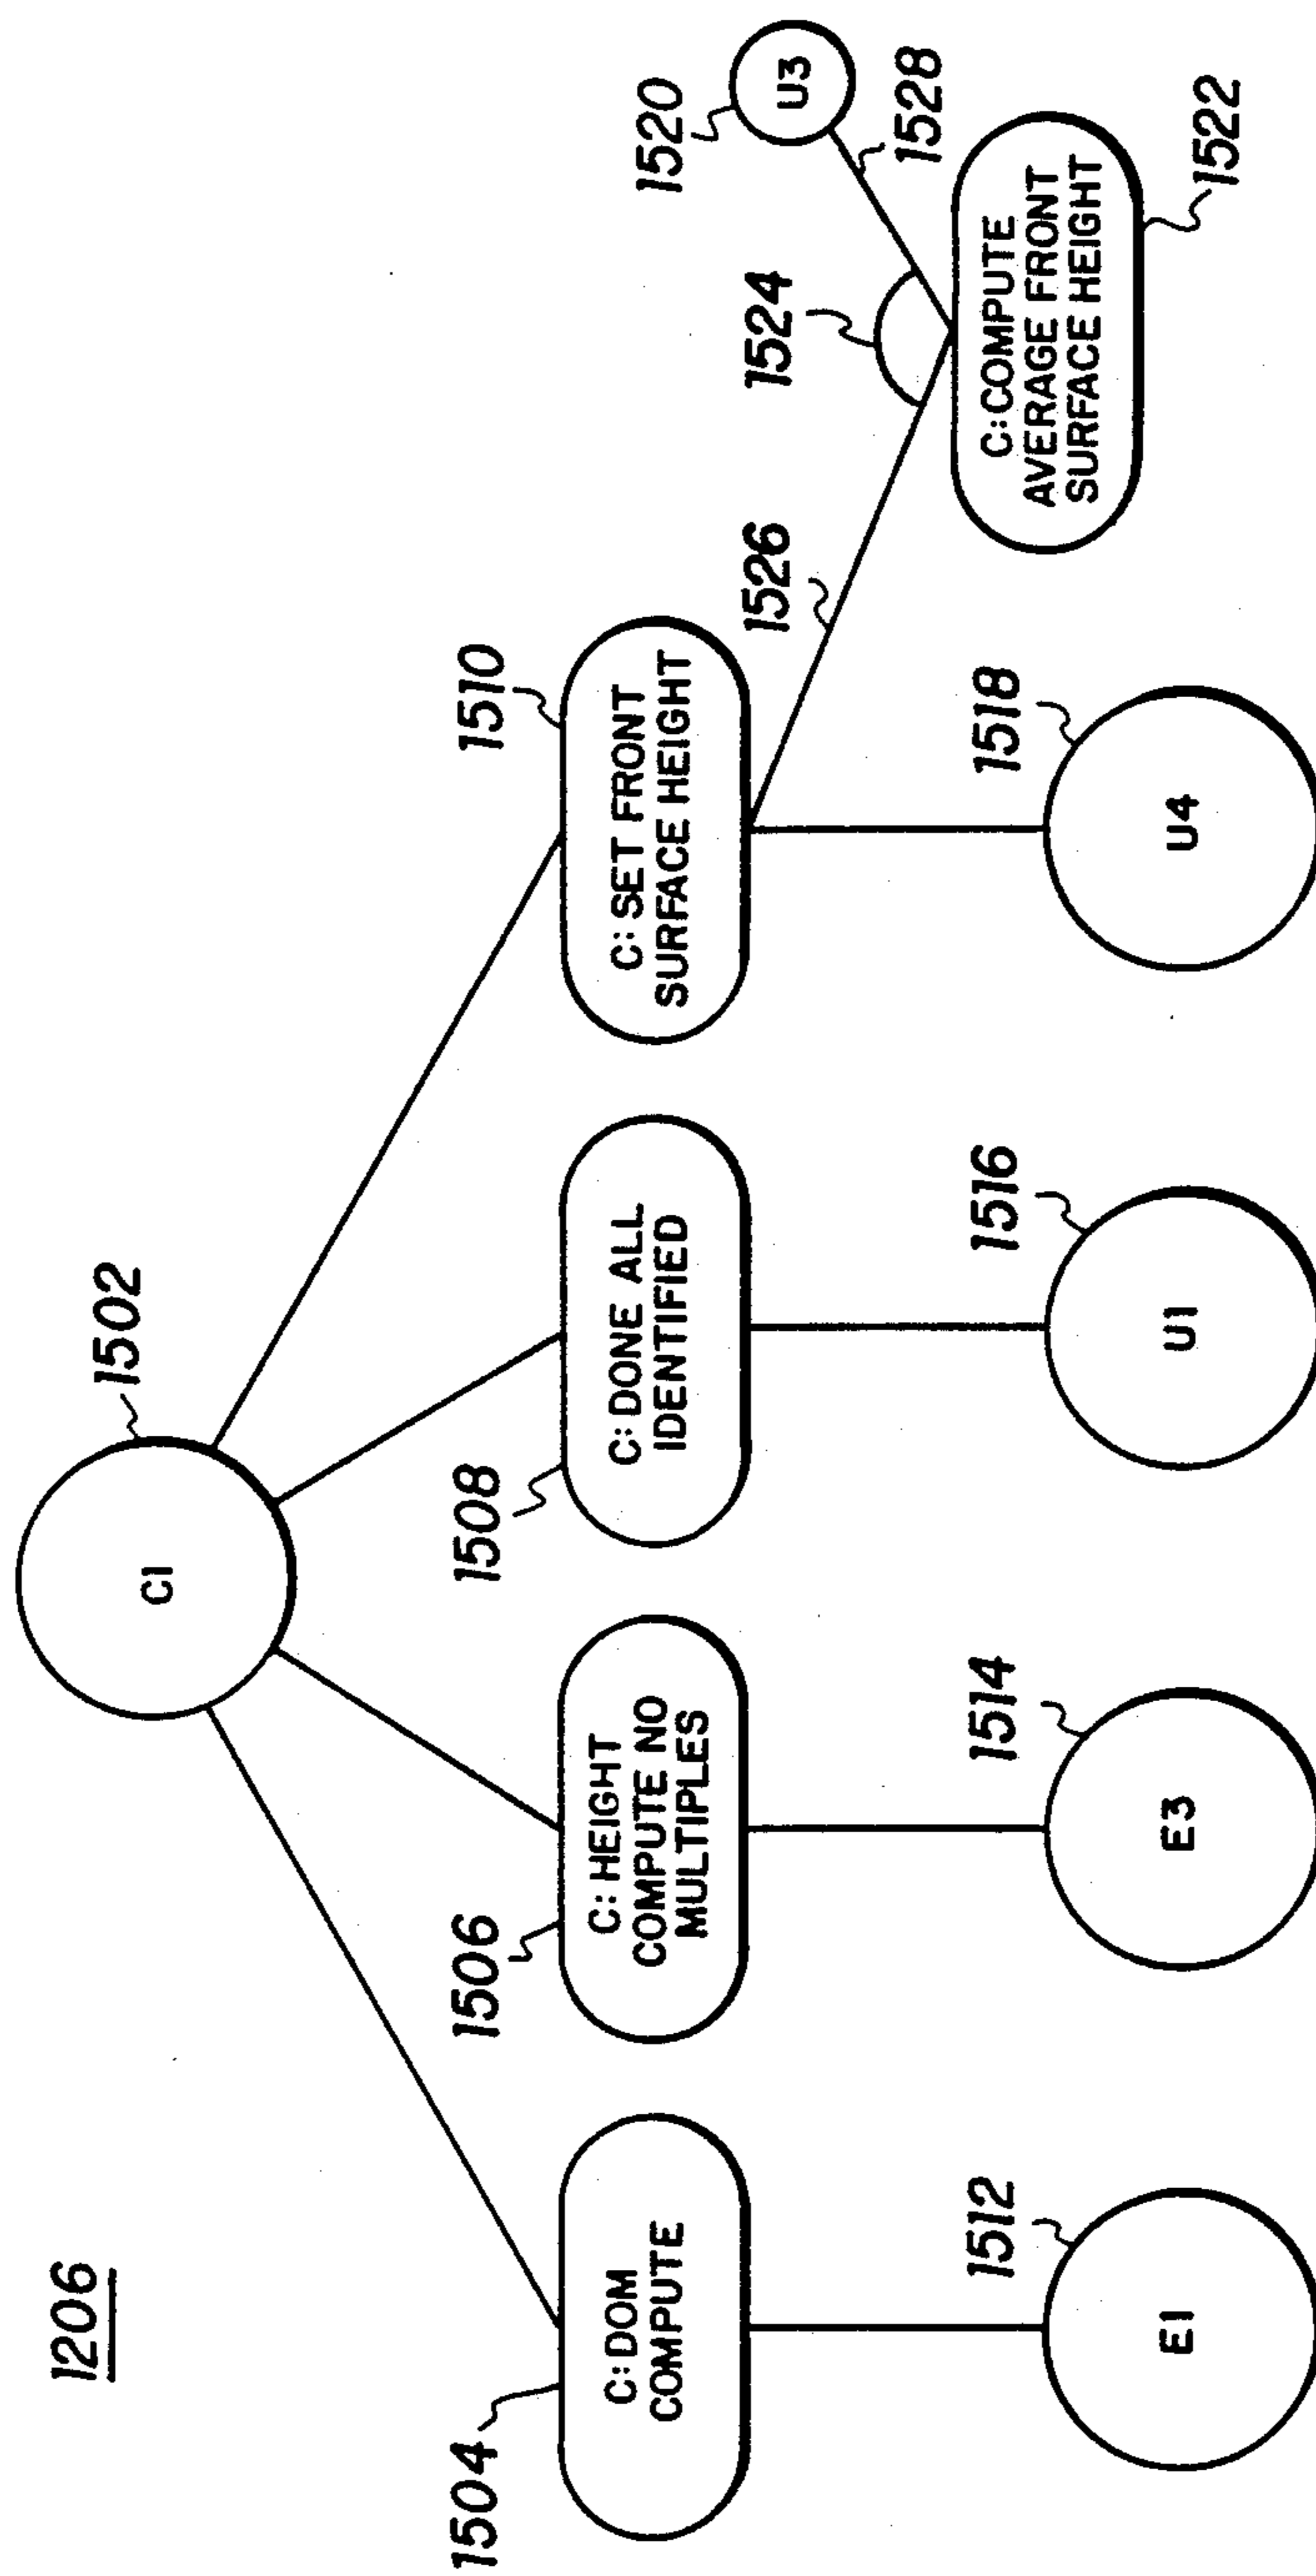 1206
1502
C1
1504
C: DOM
COMPUTE
1506
C: HEIGHT
COMPUTE NO
MULTIPLES
1508
C: DONE ALL
IDENTIFIED
1510
C: SET FRONT
SURFACE HEIGHT
1512
E1
1514
E3
1516
U1
1518
U4
1526
1524
1520
U3
1528
C: COMPUTE
AVERAGE FRONT
SURFACE HEIGHT
1522